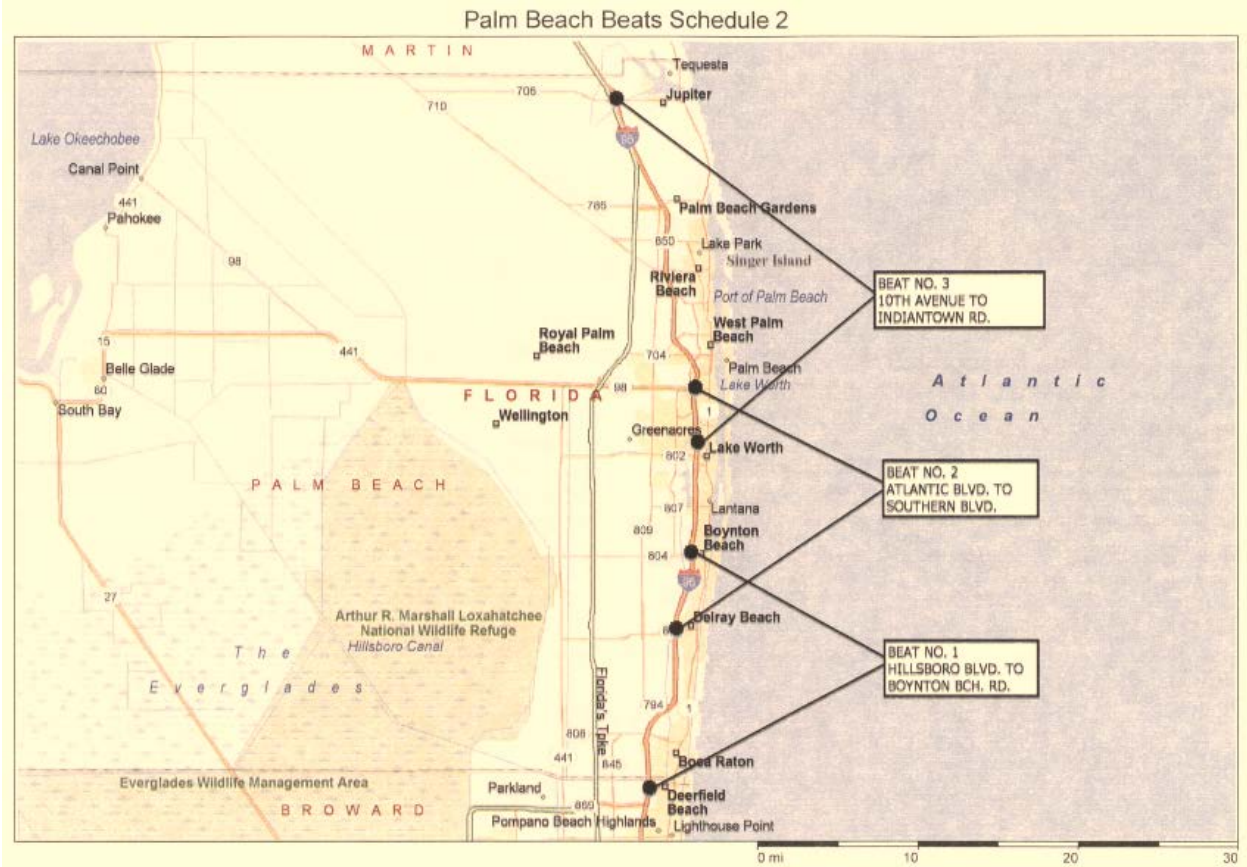 Palm Beach Beats Schedule 2
MARTIN
Tequesta
706
Jupiter
710
95
Lake Okeechobee
Canal Point
441
Pahokee
98
786
Palm Beach Gardens
850
Lake Park
Singer Island
Riviera
Beach
Port of Palm Beach
BEAT NO. 3
10TH AVENUE TO
INDIANTOWN RD.
West Palm
Beach
Royal Palm
Beach
15
441
704
Palm Beach
Belle Glade
80
98
Lake Worth
FLORIDA
Atlantic
Ocean
South Bay
Wellington
1
Greenacres
Lake Worth
802
BEAT NO. 2
ATLANTIC BLVD. TO
SOUTHERN BLVD.
PALM BEACH
807
Lantana
809
Boynton
Beach
804
95
27
Arthur R. Marshall Loxahatchee
National Wildlife Refuge
Hillsboro Canal
Delray Beach
The
Everglades
BEAT NO. 1
HILLSBORO BLVD. TO
BOYNTON BCH. RD.
Florida's Tpke
794
1
808
441
845
Boca Raton
Everglades Wildlife Management Area
Parkland
Deerfield
Beach
869
BROWARD
Pompano Beach Highlands
Lighthouse Point
0 mi
10
20
30